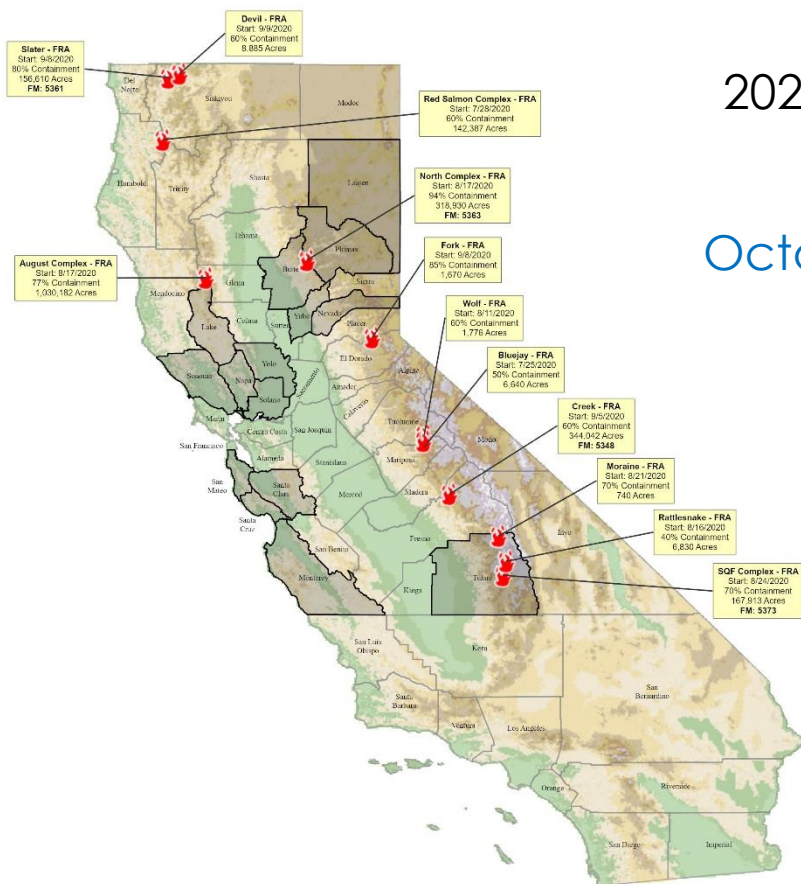 202
Octo
Devil - FRA
Start: 9/9/2020
60% Containment
8,885 Acres
Slater - FRA
Start: 9/8/2020
80% Containment
156,610 Acres
FM: 5361
Red Salmon Complex - FRA
Start: 7/28/2020
60% Containment
142,387 Acres
North Complex - FRA
Start: 8/17/2020
94% Containment
318,930 Acres
FM: 5363
August Complex - FRA
Start: 8/17/2020
77% Containment
1,030,182 Acres
Fork - FRA
Start: 9/8/2020
85% Containment
1,670 Acres
Wolf - FRA
Start: 8/11/2020
60% Containment
1,776 Acres
Bluejay - FRA
Start: 7/25/2020
50% Containment
6,640 Acres
Creek - FRA
Start: 9/5/2020
60% Containment
344,042 Acres
FM: 5348
Moraine - FRA
Start: 8/21/2020
70% Containment
740 Acres
Rattlesnake - FRA
Start: 8/16/2020
40% Containment
6,830 Acres
SQF Complex - FRA
Start: 8/24/2020
70% Containment
167,913 Acres
FM: 5373
Del
Norte
Siskiyou
Modoc
Humboldt
Trinity
Shasta
Lassen
Tehama
Plumas
Butte
Mendocino
Glenn
Sierra
Nevada
Yuba
Placer
Lake
Colusa
Sutter
El Dorado
Yolo
Sonoma
Napa
Sacramento
Amador
Alpine
Solano
Calaveras
Tuolumne
Mono
Marin
Contra Costa
San Joaquin
San Francisco
Alameda
Stanislaus
Mariposa
San
Mateo
Santa
Clara
Merced
Madera
Santa
Cruz
San Benito
Fresno
Inyo
Monterey
Kings
Tulare
San Luis
Obispo
Kern
San
Bernardino
Santa
Barbara
Ventura
Los Angeles
Orange
Riverside
San Diego
Imperial